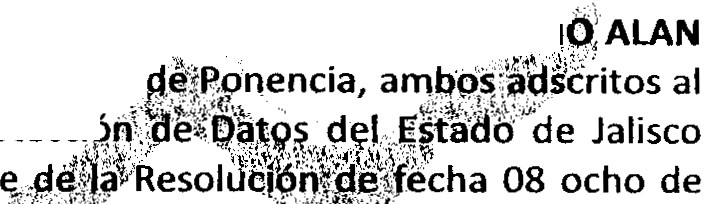 O ALAN
de Ponencia, ambos adscritos al
ón de Datos del Estado de Jalisco
e de la Resolución de fecha 08 ocho de